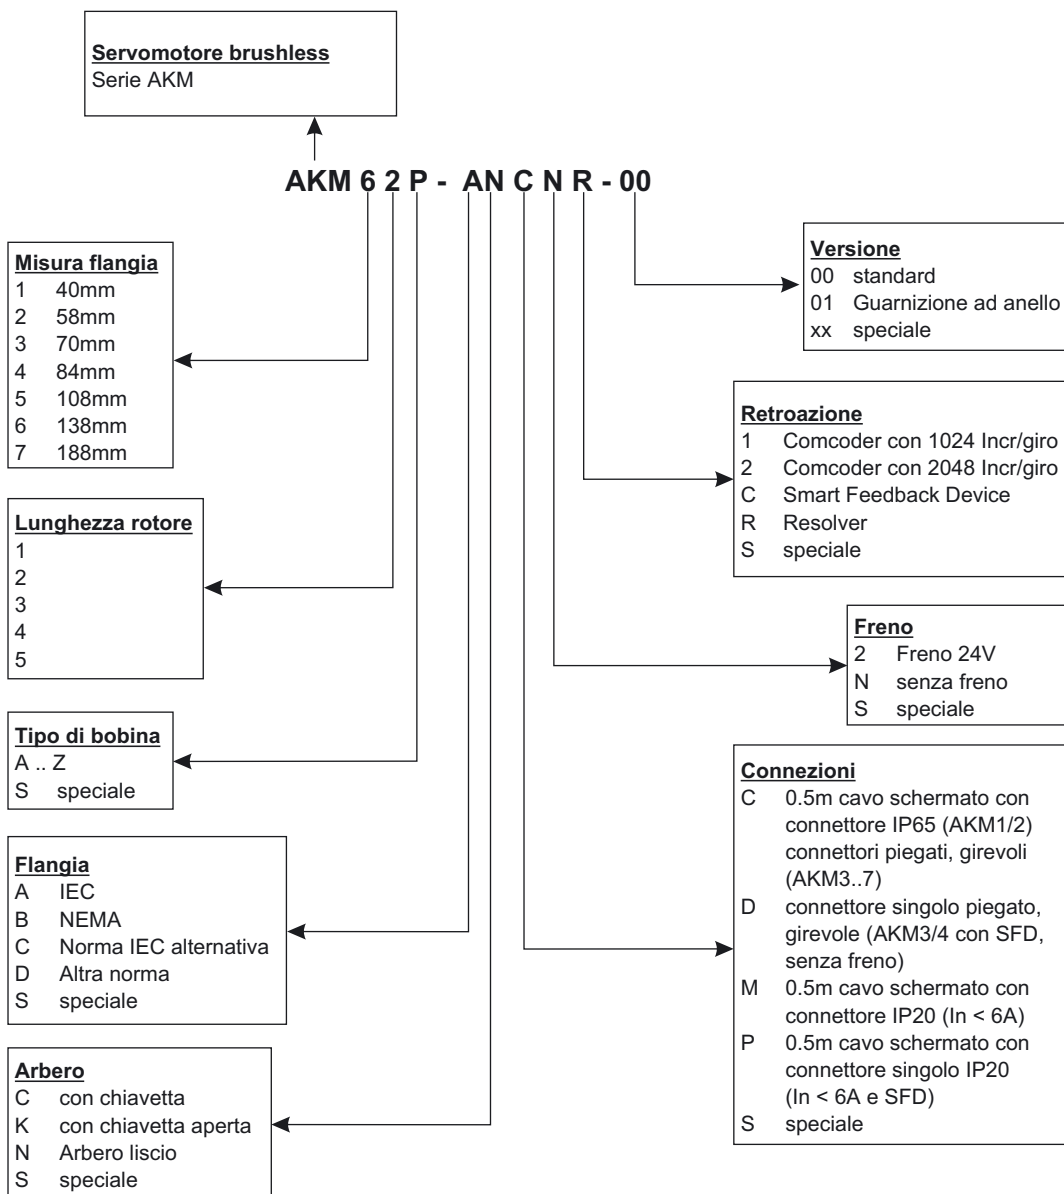 Servomotore brushless
Serie AKM
AKM 6 2 P - AN C N R - 00
Misura flangia
1 40mm
2 58mm
3 70mm
4 84mm
5 108mm
6 138mm
7 188mm
Lunghezza rotore
1
2
3
4
5
Tipo di bobina
A .. Z
S speciale
Flangia
A IEC
B NEMA
C Norma IEC alternativa
D Altra norma
S speciale
Arbero
C con chiavetta
K con chiavetta aperta
N Arbero liscio
S speciale
Versione
00 standard
01 Guarnizione ad anello
xx speciale
Retroazione
1 Comcoder con 1024 Incr/giro
2 Comcoder con 2048 Incr/giro
C Smart Feedback Device
R Resolver
S speciale
Freno
2 Freno 24V
N senza freno
S speciale
Connezioni
C 0.5m cavo schermato con
connettore IP65 (AKM1/2)
connettori piegati, girevoli
(AKM3..7)
D connettore singolo piegato,
girevole (AKM3/4 con SFD,
senza freno)
M 0.5m cavo schermato con
connettore IP20 (In < 6A)
P 0.5m cavo schermato con
connettore singolo IP20
(In < 6A e SFD)
S speciale